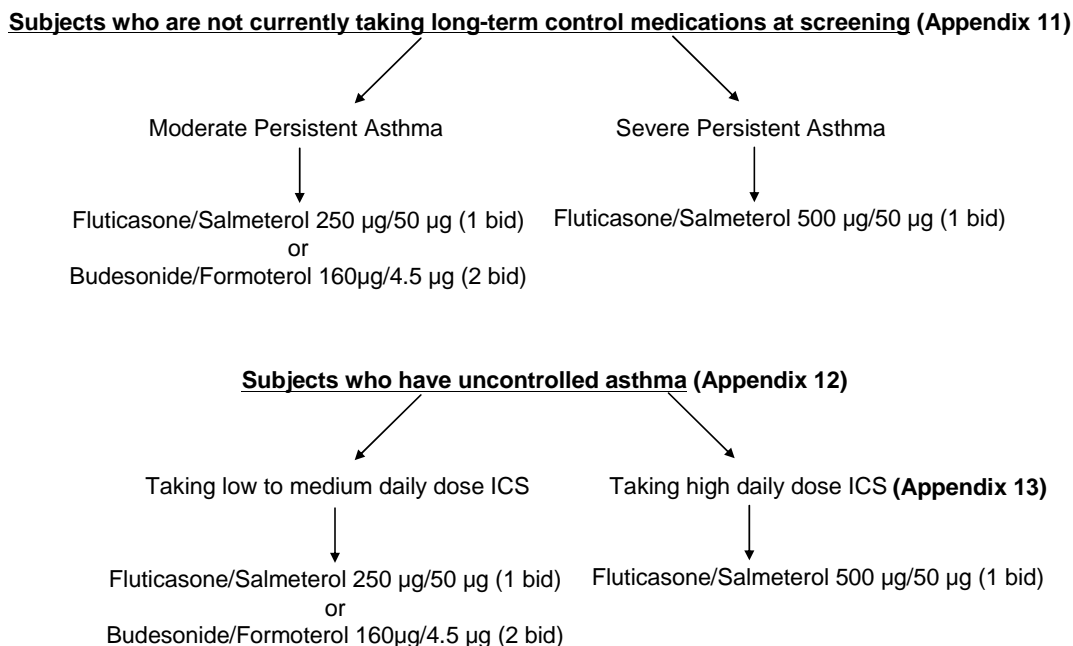 Subjects who are not currently taking long-term control medications at screening (Appendix 11)
Moderate Persistent Asthma
Severe Persistent Asthma
Fluticasone/Salmeterol 250 µg/50 µg (1 bid)
or
Budesonide/Formoterol 160µg/4.5 µg (2 bid)
Fluticasone/Salmeterol 500 µg/50 µg (1 bid)
Subjects who have uncontrolled asthma (Appendix 12)
Taking low to medium daily dose ICS
Taking high daily dose ICS (Appendix 13)
Fluticasone/Salmeterol 250 µg/50 µg (1 bid)
or
Budesonide/Formoterol 160µg/4.5 µg (2 bid)
Fluticasone/Salmeterol 500 µg/50 µg (1 bid)